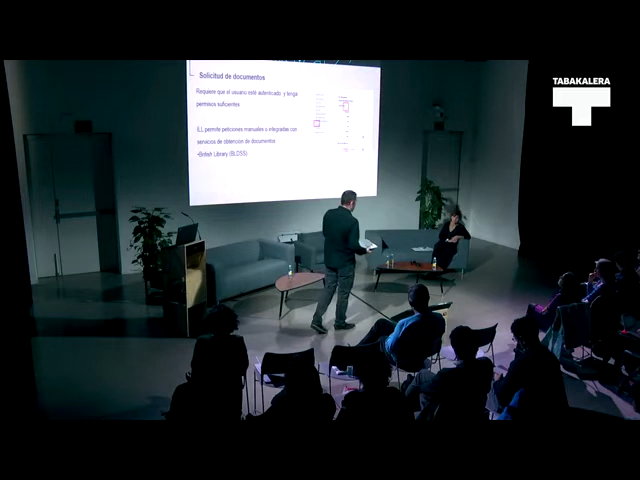 Solicitud de documentos
Requiere que el usuario esté autenticado y tenga
permisos suficientes
ILL permite peticiones manuales o integradas con
servicios de obtención de documentos
•British Library (BLDSS)
TABAKALERA